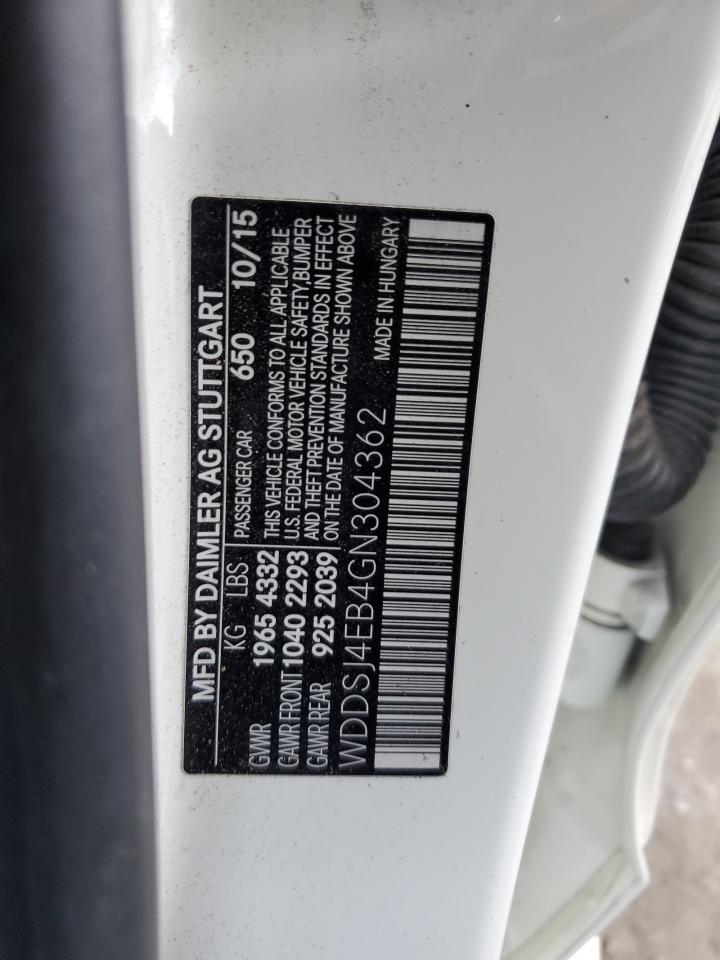 MFD BY DAIMLER AG STUTTGART
KG LBS PASSENGER CAR 650 10/15
GVWR 1965 4332 THIS VEHICLE CONFORMS TO ALL APPLICABLE
GAWR FRONT 1040 2293 U.S. FEDERAL MOTOR VEHICLE SAFETY, BUMPER
GAWR REAR 925 2039 AND THEFT PREVENTION STANDARDS IN EFFECT
ON THE DATE OF MANUFACTURE SHOWN ABOVE
WDDSJ4EB4GN304362 MADE IN HUNGARY